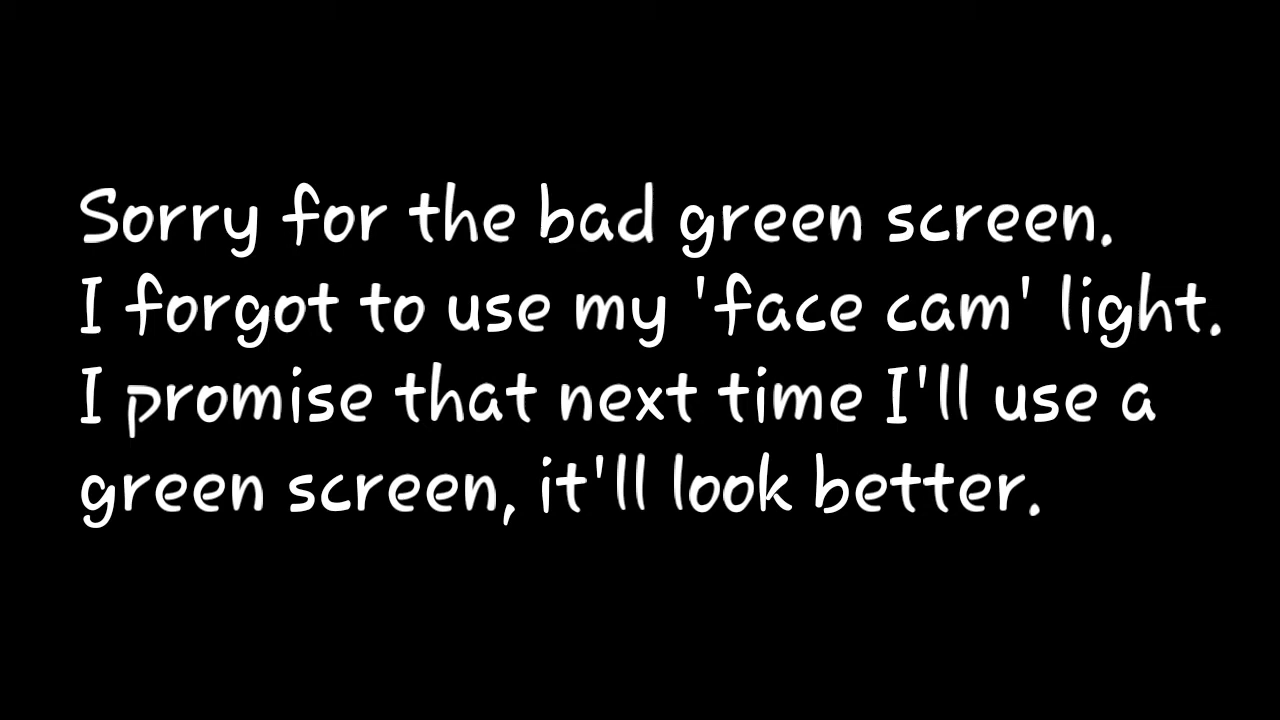 Sorry for the bad green screen.
I forgot to use my 'face cam' light.
I promise that next time I'll use a
green screen, it'll look better.